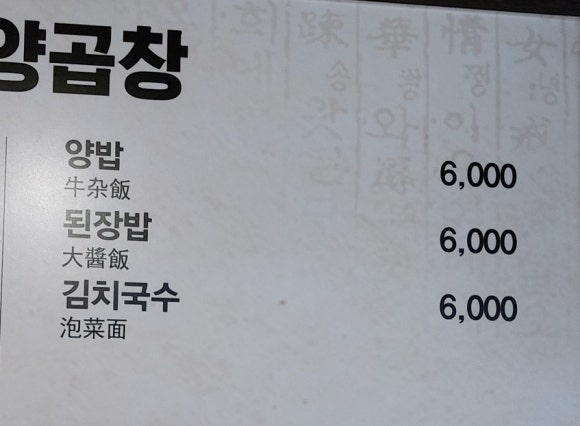 양곱창
양밥 6,000
牛杂飯
된장밥 6,000
大醬飯
김치국수 6,000
泡菜面